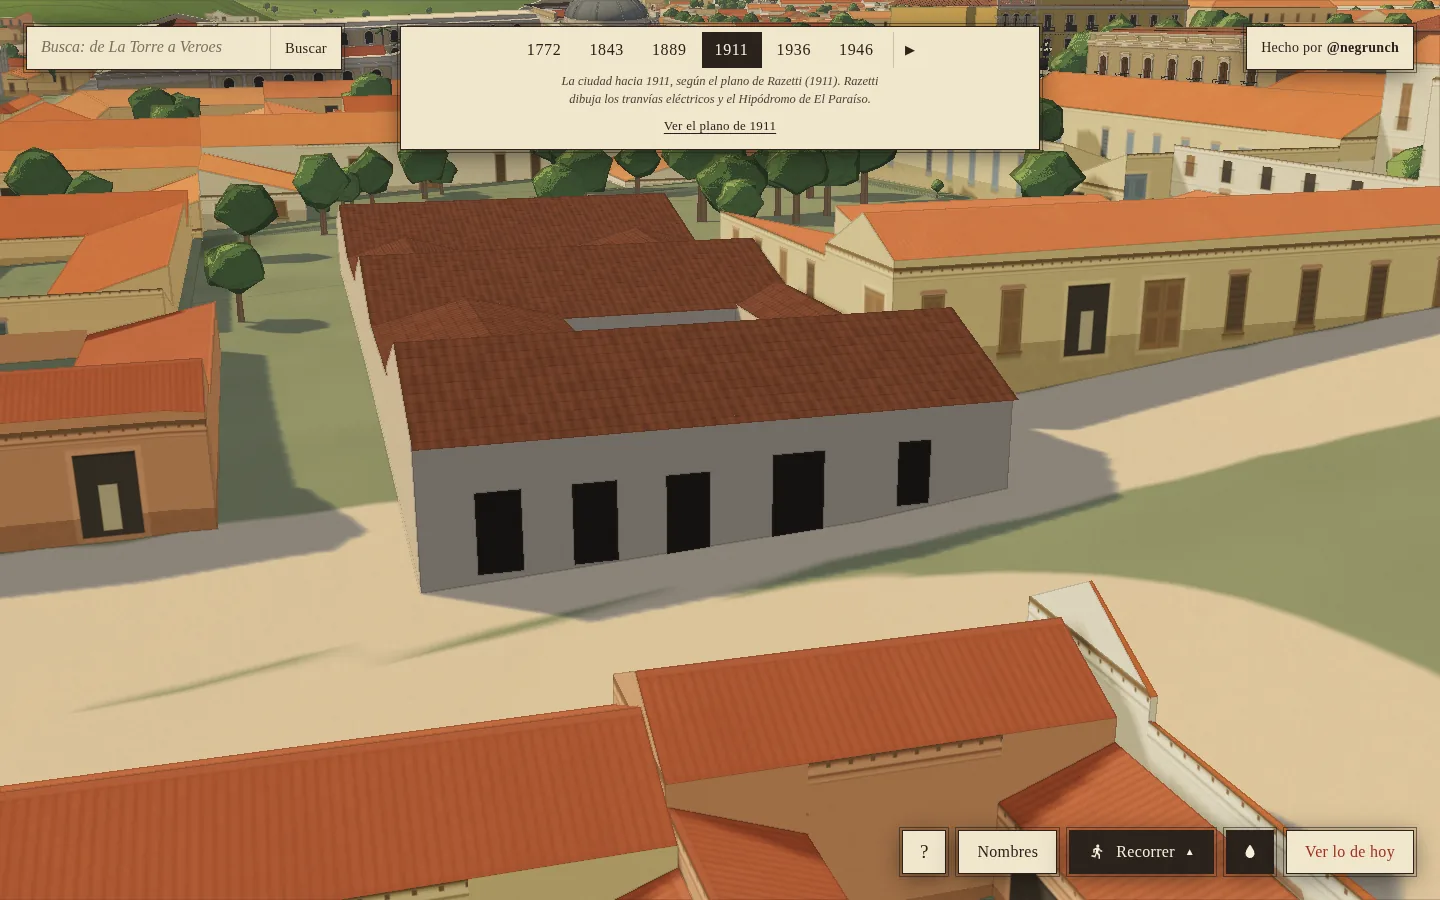 Busca: de La Torre a Veroes
Buscar
1772 1843 1889 1911 1936 1946 ▶
La ciudad hacia 1911, según el plano de Razetti (1911). Razetti
dibuja los tranvías eléctricos y el Hipódromo de El Paraíso.
Ver el plano de 1911
Hecho por @negrunch
?
Nombres
Recorrer ▲
Ver lo de hoy